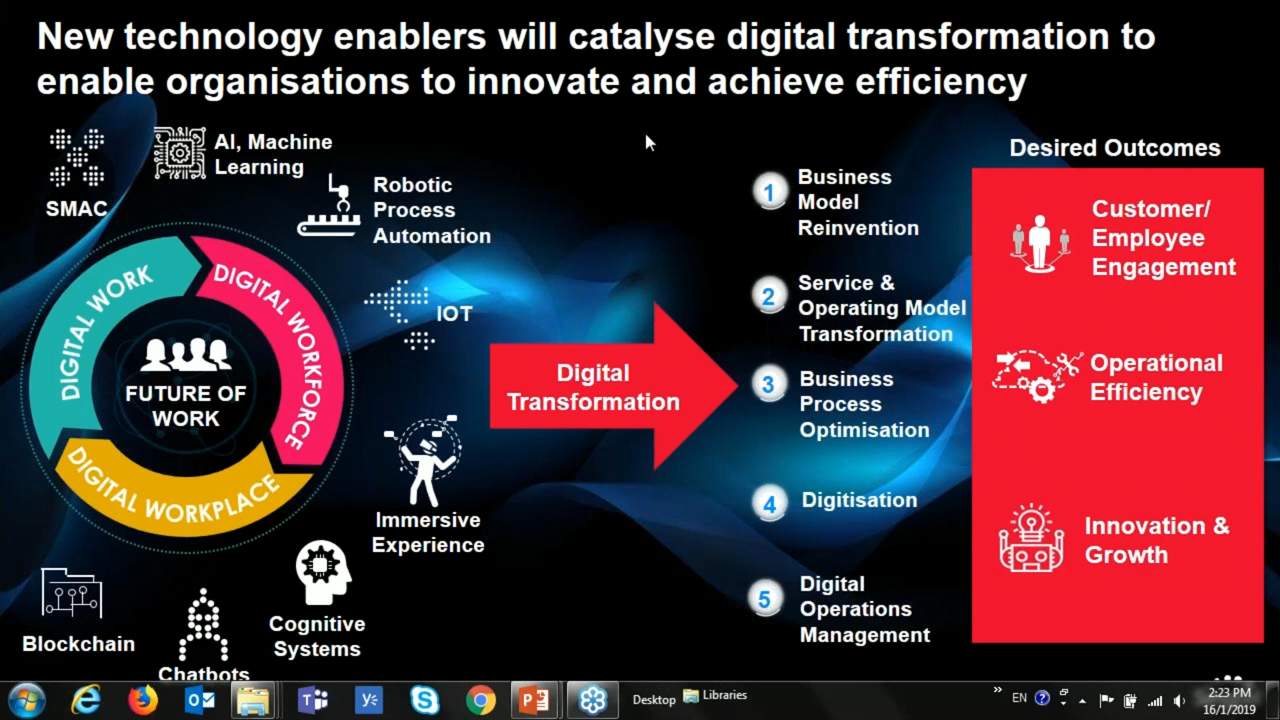 New technology enablers will catalyse digital transformation to
enable organisations to innovate and achieve efficiency
SMAC
AI, Machine
Learning
Robotic
Process
Automation
IOT
Immersive
Experience
Cognitive
Systems
Chatbots
Blockchain
DIGITAL WORK
DIGITAL WORKFORCE
DIGITAL WORKPLACE
FUTURE OF
WORK
Digital
Transformation
1
Business
Model
Reinvention
2
Service &
Operating Model
Transformation
3
Business
Process
Optimisation
4
Digitisation
5
Digital
Operations
Management
Desired Outcomes
Customer/
Employee
Engagement
Operational
Efficiency
Innovation &
Growth
Desktop
Libraries
EN
2:23 PM
16/1/2019